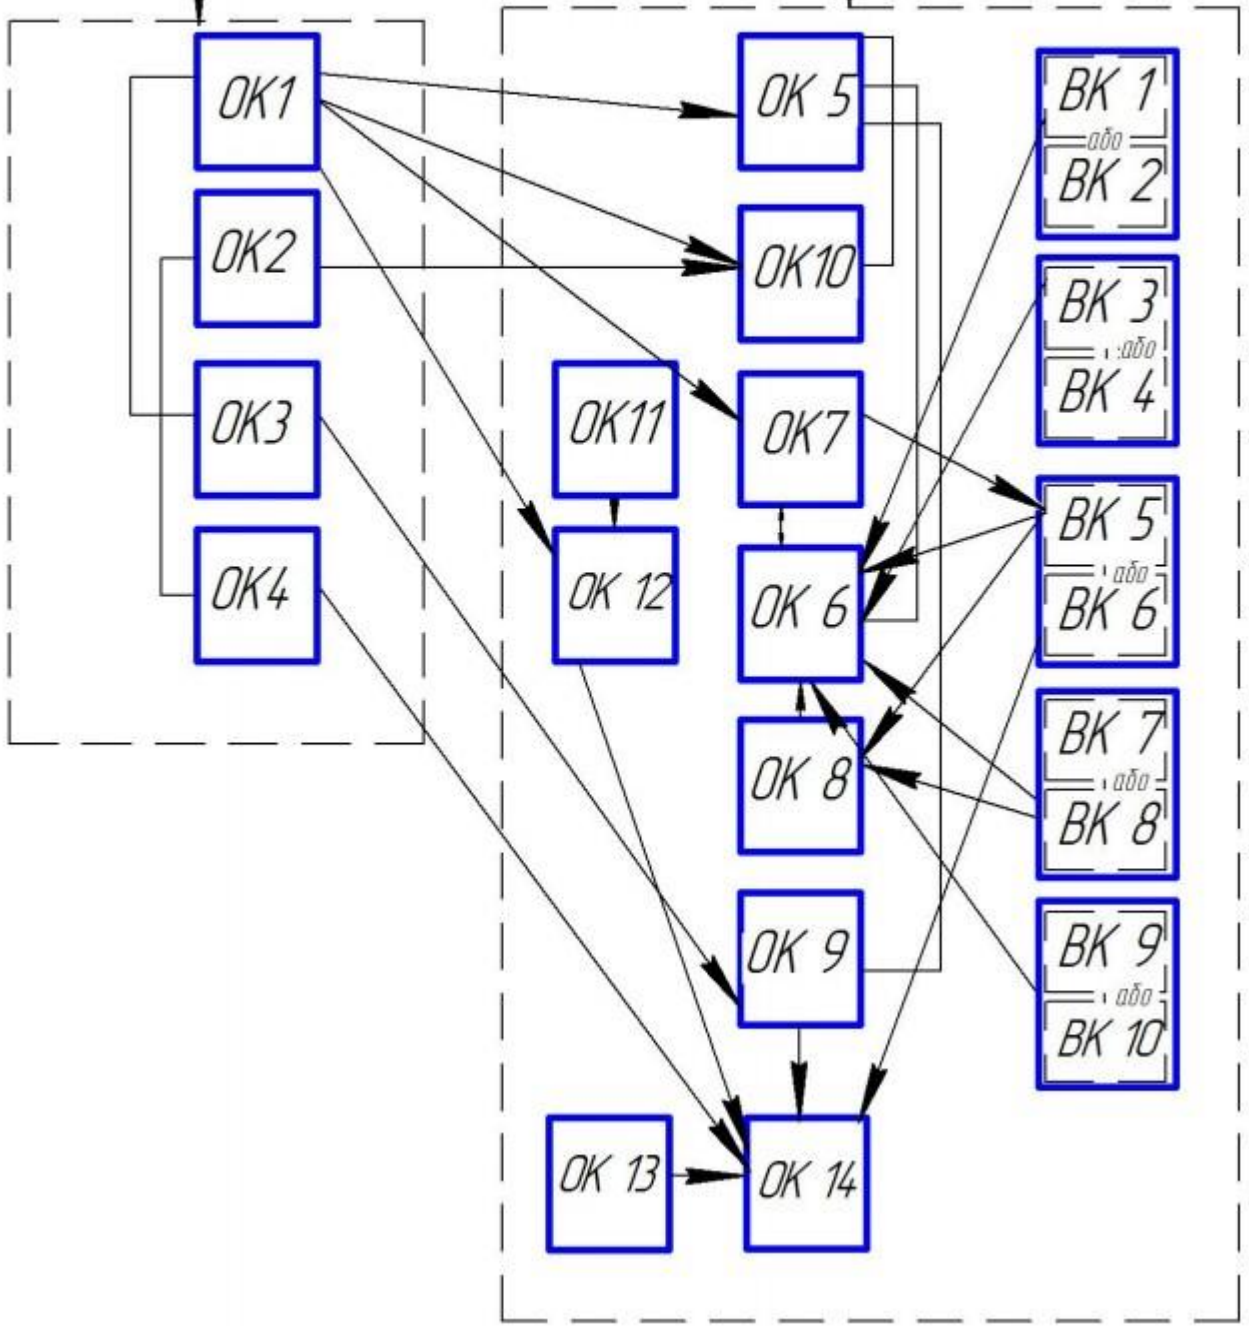 ОК1
ОК2
ОК3
ОК4
ОК11
ОК 12
ОК 13
ОК 5
ОК10
ОК7
ОК 6
ОК 8
ОК 9
ОК 14
ВК 1
або
ВК 2
ВК 3
або
ВК 4
ВК 5
або
ВК 6
ВК 7
або
ВК 8
ВК 9
або
ВК 10